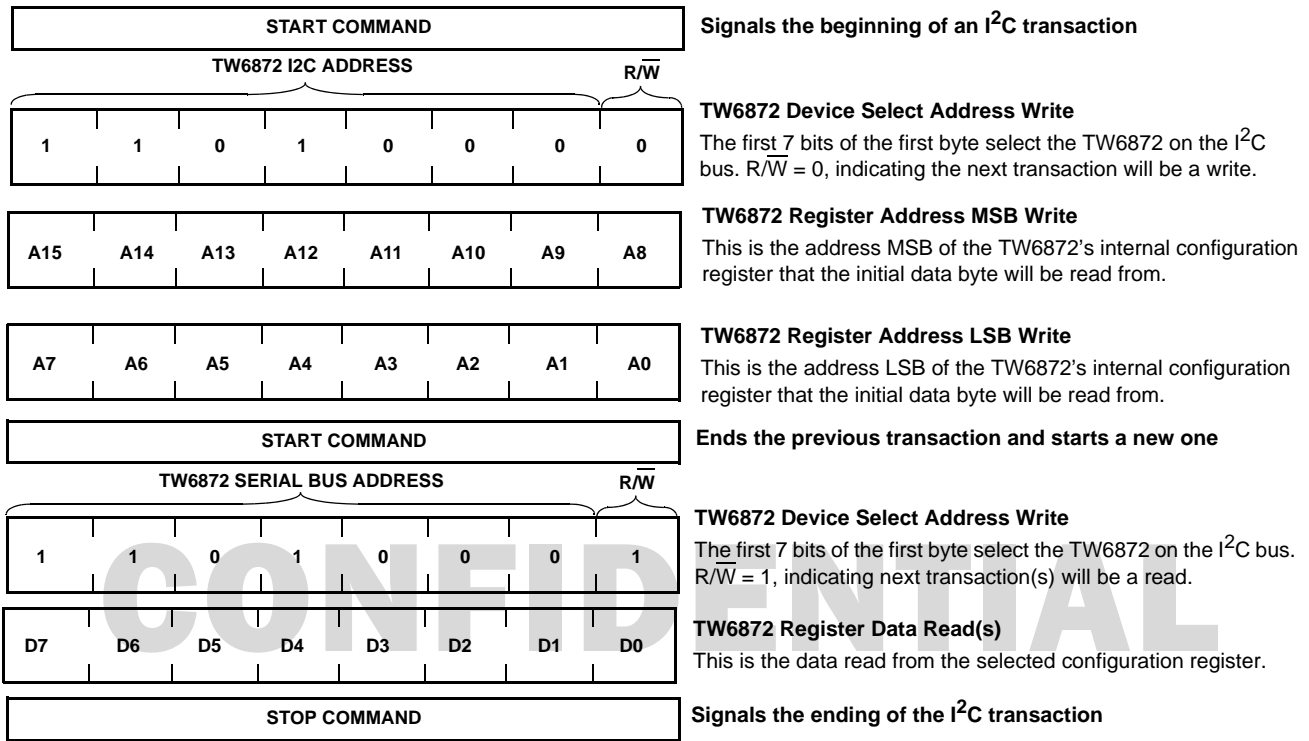 START COMMAND
Signals the beginning of an I2C transaction
TW6872 I2C ADDRESS
R/W̅
1 1 0 1 0 0 0 0
TW6872 Device Select Address Write
The first 7 bits of the first byte select the TW6872 on the I2C
bus. R/W̅ = 0, indicating the next transaction will be a write.
A15 A14 A13 A12 A11 A10 A9 A8
TW6872 Register Address MSB Write
This is the address MSB of the TW6872's internal configuration
register that the initial data byte will be read from.
A7 A6 A5 A4 A3 A2 A1 A0
TW6872 Register Address LSB Write
This is the address LSB of the TW6872's internal configuration
register that the initial data byte will be read from.
START COMMAND
Ends the previous transaction and starts a new one
TW6872 SERIAL BUS ADDRESS
R/W̅
1 1 0 1 0 0 0 1
TW6872 Device Select Address Write
The first 7 bits of the first byte select the TW6872 on the I2C bus.
R/W̅ = 1, indicating next transaction(s) will be a read.
CONFIDENTIAL
D7 D6 D5 D4 D3 D2 D1 D0
TW6872 Register Data Read(s)
This is the data read from the selected configuration register.
STOP COMMAND
Signals the ending of the I2C transaction